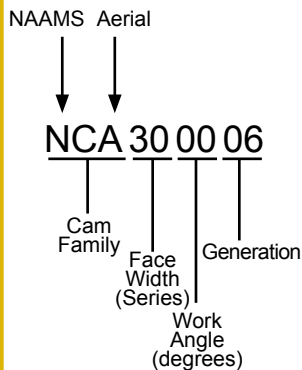 NAAMS Aerial
NCA 30 00 06
Cam
Family
Face
Width
(Series)
Work
Angle
(degrees)
Generation